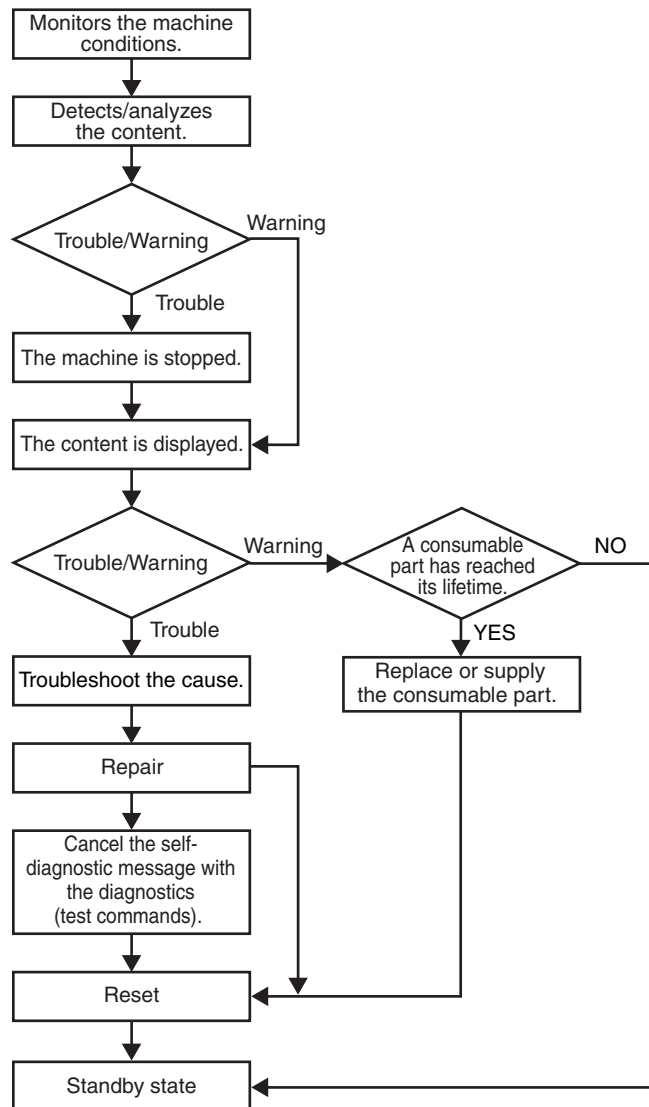 Monitors the machine
conditions.
Detects/analyzes
the content.
Trouble/Warning
Warning
Trouble
The machine is stopped.
The content is displayed.
Trouble/Warning
Warning
A consumable
part has reached
its lifetime.
NO
Trouble
YES
Troubleshoot the cause.
Replace or supply
the consumable part.
Repair
Cancel the self-
diagnostic message with
the diagnostics
(test commands).
Reset
Standby state